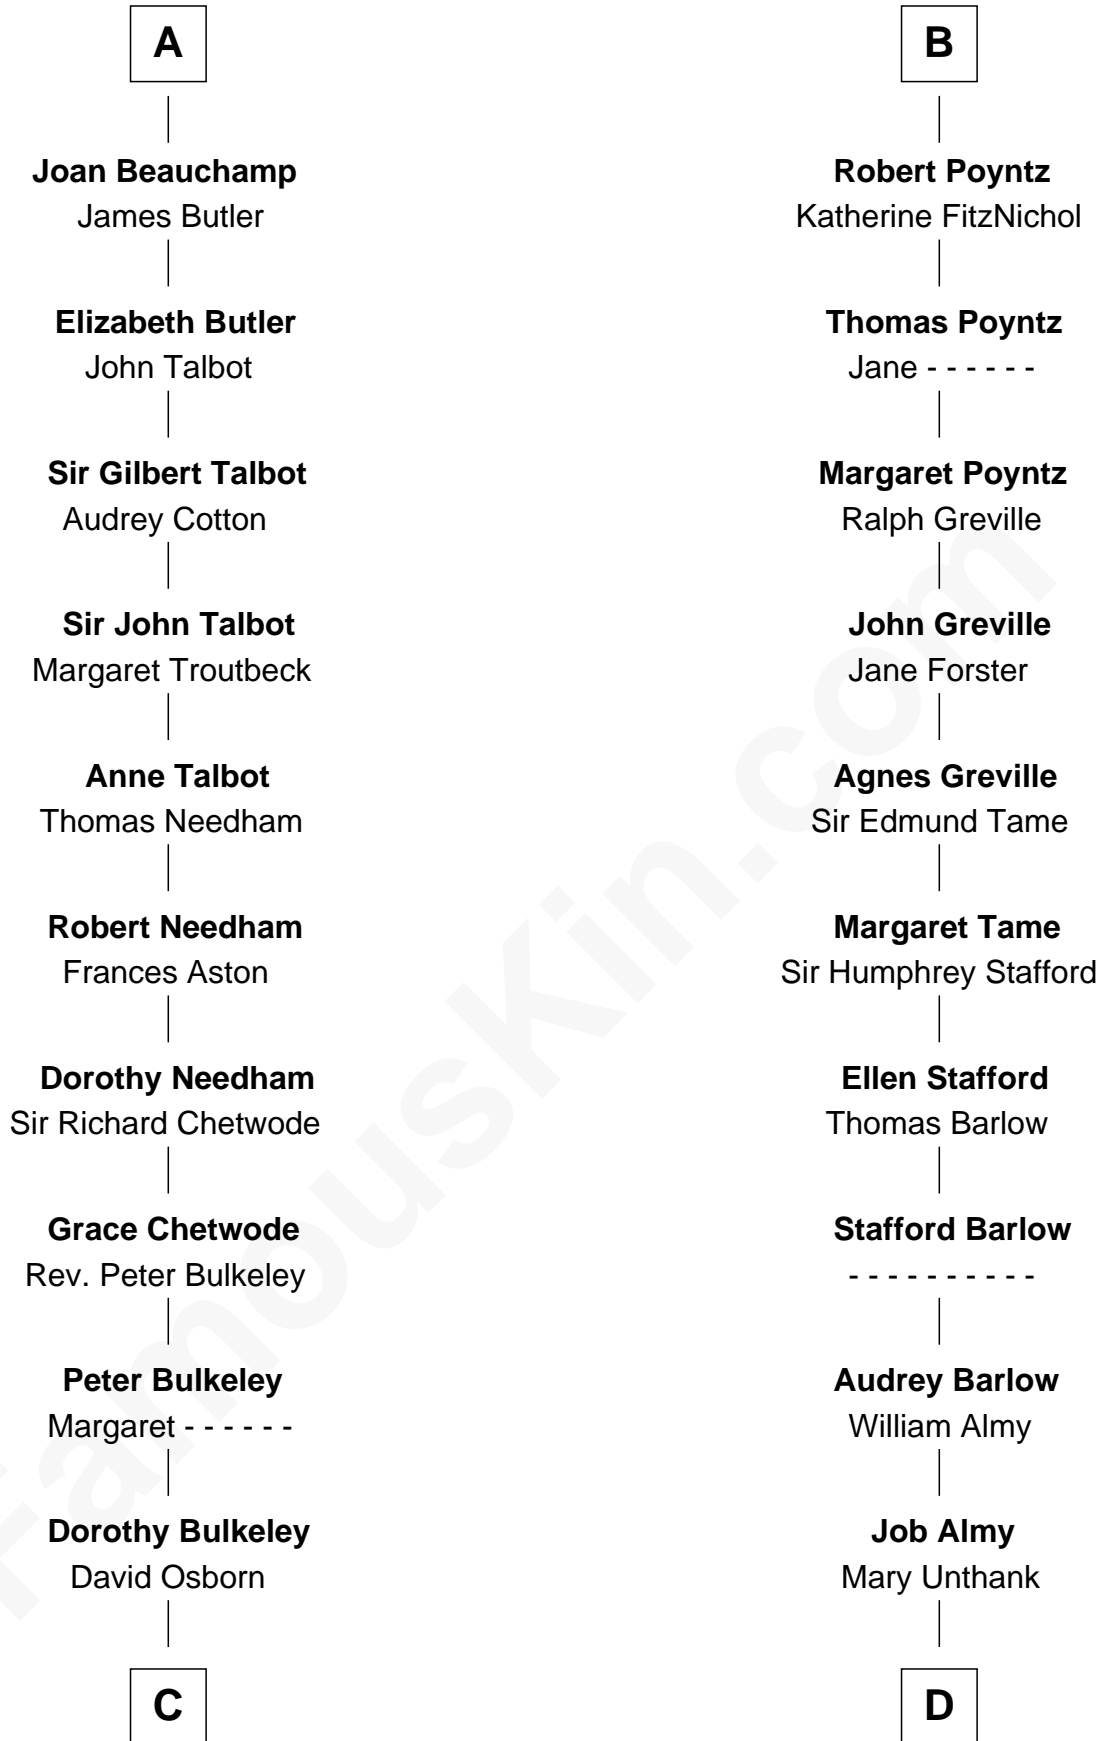 A
Joan Beauchamp
James Butler
Elizabeth Butler
John Talbot
Sir Gilbert Talbot
Audrey Cotton
Sir John Talbot
Margaret Troutbeck
Anne Talbot
Thomas Needham
Robert Needham
Frances Aston
Dorothy Needham
Sir Richard Chetwode
Grace Chetwode
Rev. Peter Bulkeley
Peter Bulkeley
Margaret - - - - - -
Dorothy Bulkeley
David Osborn
C
B
Robert Poyntz
Katherine FitzNichol
Thomas Poyntz
Jane - - - - - -
Margaret Poyntz
Ralph Greville
John Greville
Jane Forster
Agnes Greville
Sir Edmund Tame
Margaret Tame
Sir Humphrey Stafford
Ellen Stafford
Thomas Barlow
Stafford Barlow
- - - - - - - - - -
Audrey Barlow
William Almy
Job Almy
Mary Unthank
D
FamousKin.com